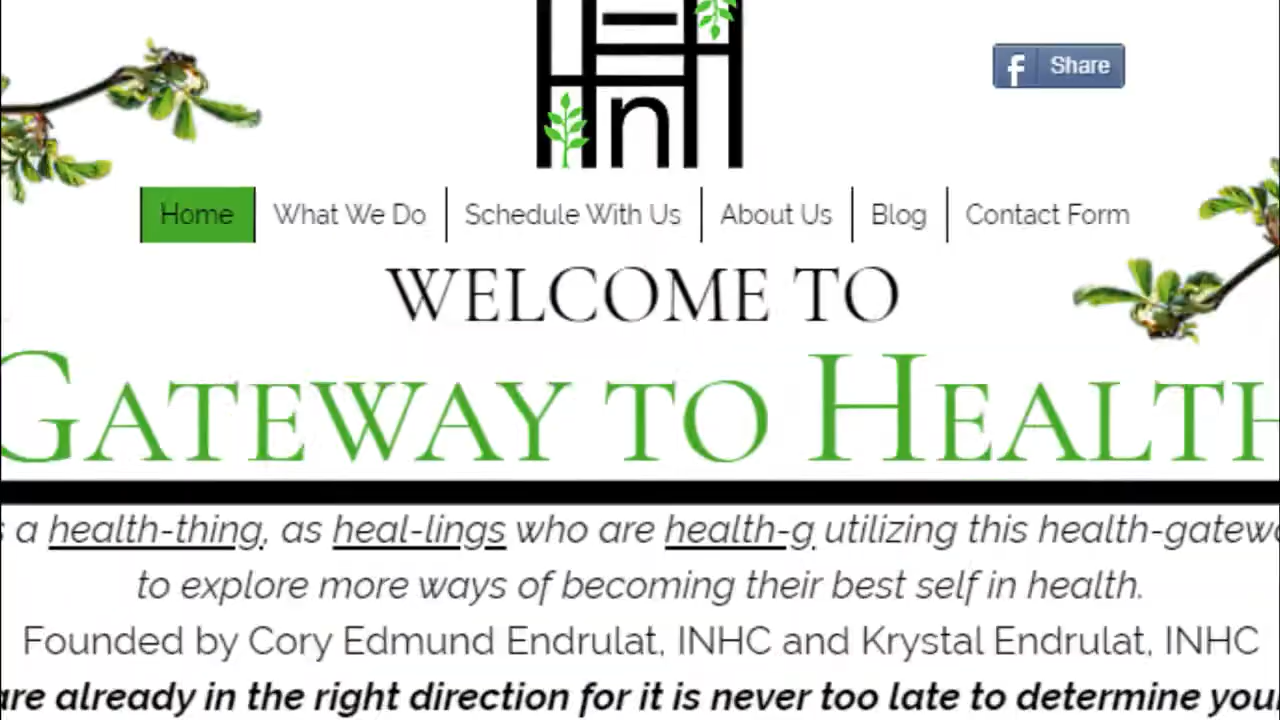 n
f Share
Home What We Do Schedule With Us About Us Blog Contact Form
WELCOME TO
GATEWAY TO HEALTH
a health-thing, as heal-lings who are health-g utilizing this
to explore more ways of becoming their best self in health.
Founded by Cory Edmund Endrulat, INHC and Krystal Endrulat, INHC
are already in the right direction for it is never too late to determine